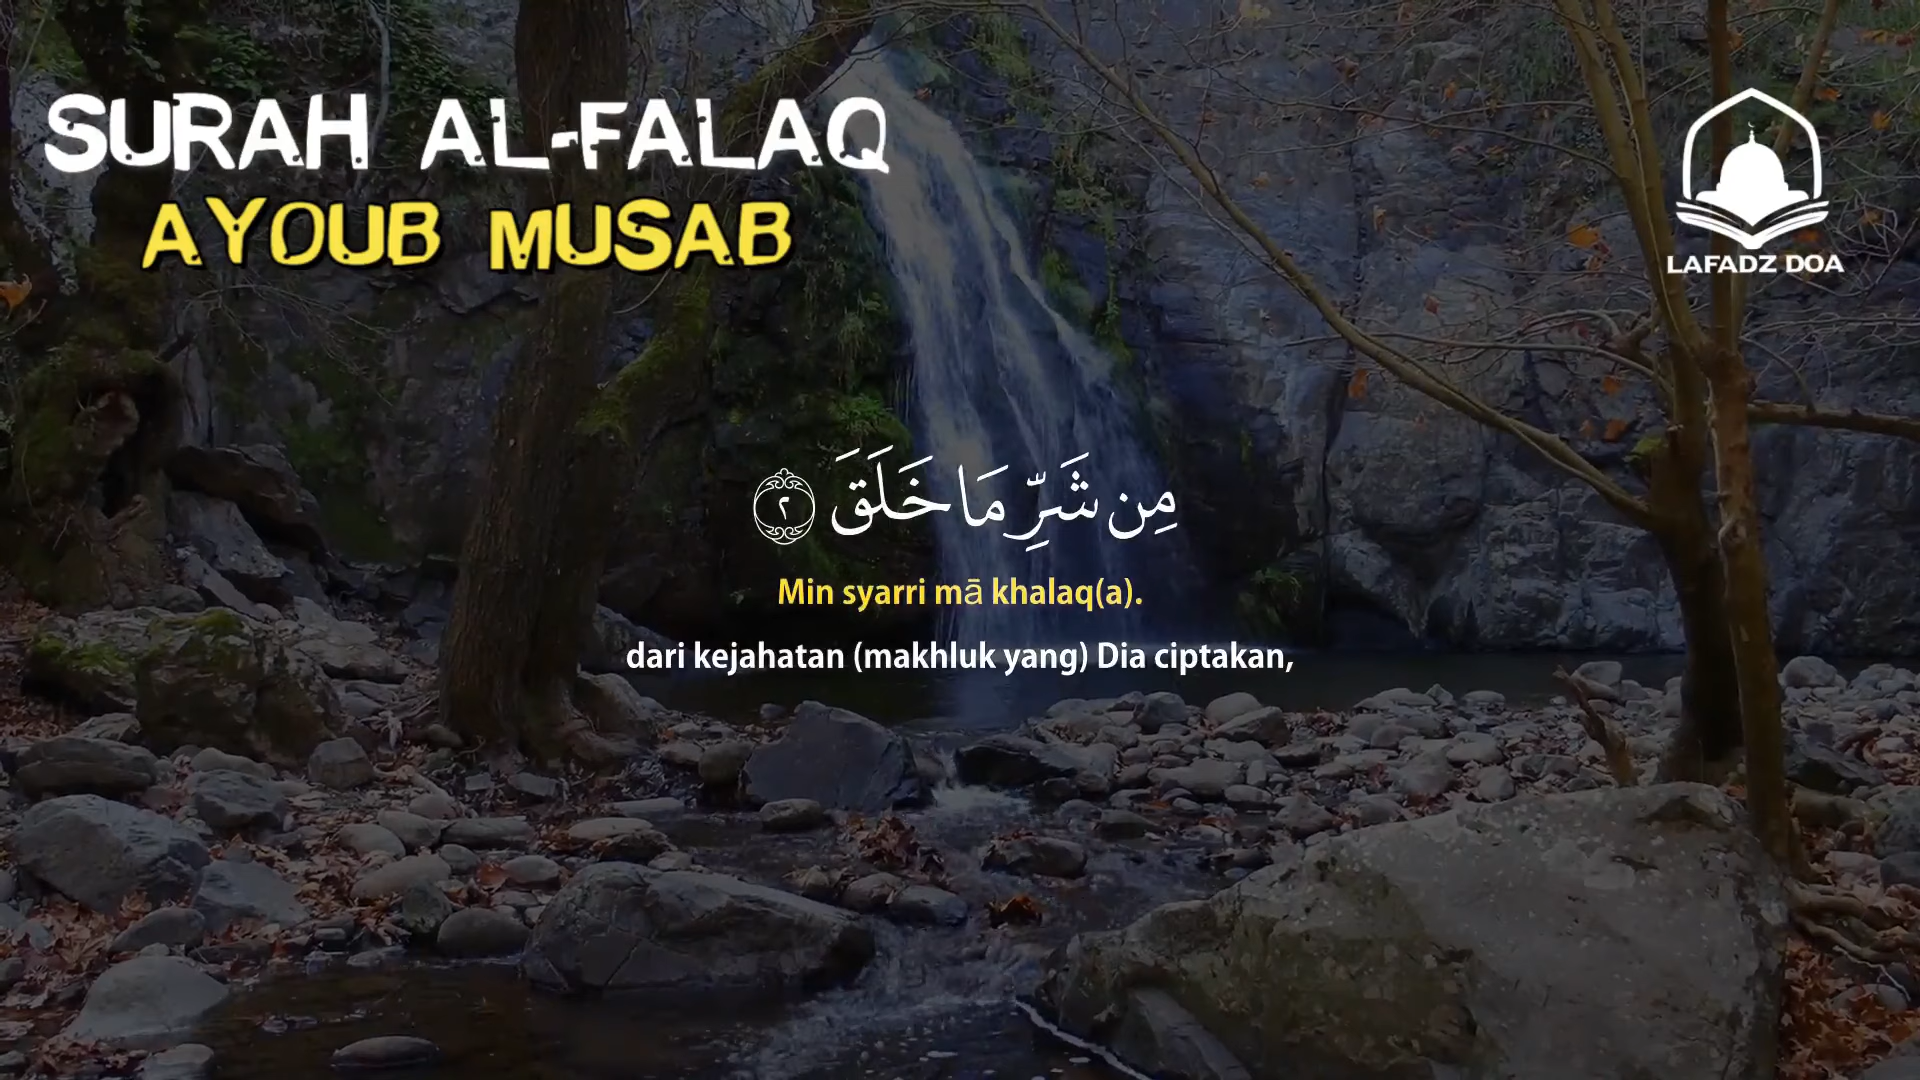 SURAH AL-FALAQ
AYOUB MUSAB
LAFADZ DOA
مِن شَرِّ مَا خَلَقَ ٢
Min syarri mā khalaq(a).
dari kejahatan (makhluk yang) Dia ciptakan,